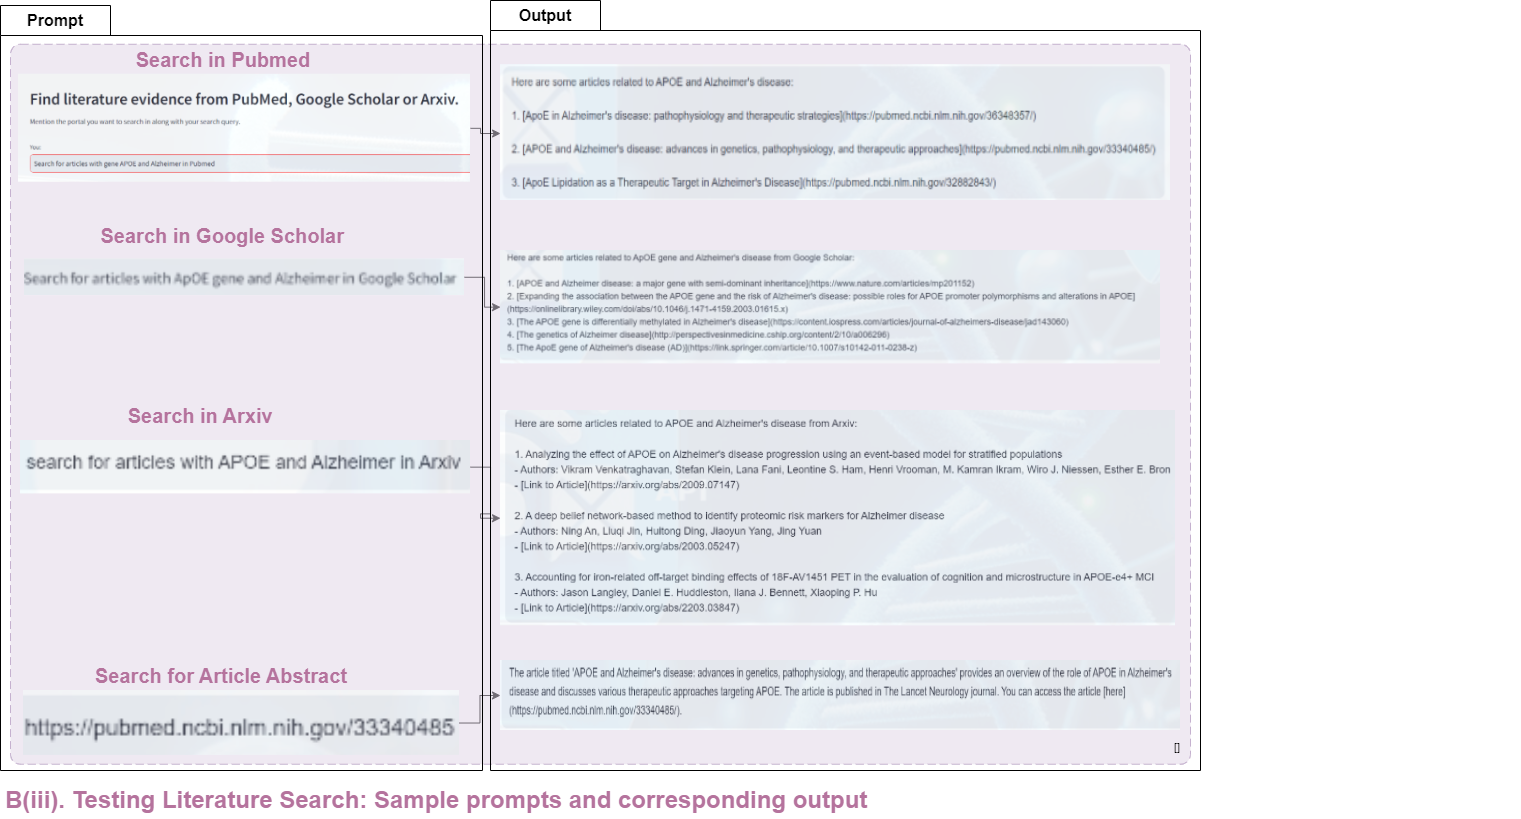 Prompt
Output
Search in Pubmed
Find literature evidence from PubMed, Google Scholar or Arxiv.
Mention the portal you want to search in along with your search query.
You:
Search for articles with gene APOE and Alzheimer in Pubmed
Here are some articles related to APOE and Alzheimer's disease:
1. [ApoE in Alzheimer's disease: pathophysiology and therapeutic strategies](https://pubmed.ncbi.nlm.nih.gov/36348357/)
2. [APOE and Alzheimer's disease: advances in genetics, pathophysiology, and therapeutic approaches](https://pubmed.ncbi.nlm.nih.gov/33340485/)
3. [ApoE Lipidation as a Therapeutic Target in Alzheimer's Disease](https://pubmed.ncbi.nlm.nih.gov/32882843/)
Search in Google Scholar
Search for articles with ApOE gene and Alzheimer in Google Scholar
Here are some articles related to ApOE gene and Alzheimer's disease from Google Scholar:
1. [APOE and Alzheimer disease: a major gene with semi-dominant inheritance](https://www.nature.com/articles/mp201152)
2. [Expanding the association between the APOE gene and the risk of Alzheimer's disease: possible roles for APOE promoter polymorphisms and alterations in APOE]
(https://onlinelibrary.wiley.com/doi/abs/10.1046/j.1471-4159.2003.01615.x)
3. [The APOE gene is differentially methylated in Alzheimer's disease](https://content.iospress.com/articles/journal-of-alzheimers-disease/jad143060)
4. [The genetics of Alzheimer disease](http://perspectivesinmedicine.cshlp.org/content/2/10/a006296)
5. [The ApoE gene of Alzheimer's disease (AD)](https://link.springer.com/article/10.1007/s10142-011-0238-z)
Search in Arxiv
search for articles with APOE and Alzheimer in Arxiv
Here are some articles related to APOE and Alzheimer's disease from Arxiv:
1. Analyzing the effect of APOE on Alzheimer's disease progression using an event-based model for stratified populations
- Authors: Vikram Venkatraghavan, Stefan Klein, Lana Fani, Leontine S. Ham, Henri Vrooman, M. Kamran Ikram, Wiro J. Niessen, Esther E. Bron
- [Link to Article](https://arxiv.org/abs/2009.07147)
2. A deep belief network-based method to identify proteomic risk markers for Alzheimer disease
- Authors: Ning An, Liuqi Jin, Huitong Ding, Jiaoyun Yang, Jing Yuan
- [Link to Article](https://arxiv.org/abs/2003.05247)
3. Accounting for iron-related off-target binding effects of 18F-AV1451 PET in the evaluation of cognition and microstructure in APOE-e4+ MCI
- Authors: Jason Langley, Daniel E. Huddleston, Ilana J. Bennett, Xiaoping P. Hu
- [Link to Article](https://arxiv.org/abs/2203.03847)
Search for Article Abstract
https://pubmed.ncbi.nlm.nih.gov/33340485
The article titled 'APOE and Alzheimer's disease: advances in genetics, pathophysiology, and therapeutic approaches' provides an overview of the role of APOE in Alzheimer's
disease and discusses various therapeutic approaches targeting APOE. The article is published in The Lancet Neurology journal. You can access the article [here]
(https://pubmed.ncbi.nlm.nih.gov/33340485/).
B(iii). Testing Literature Search: Sample prompts and corresponding output